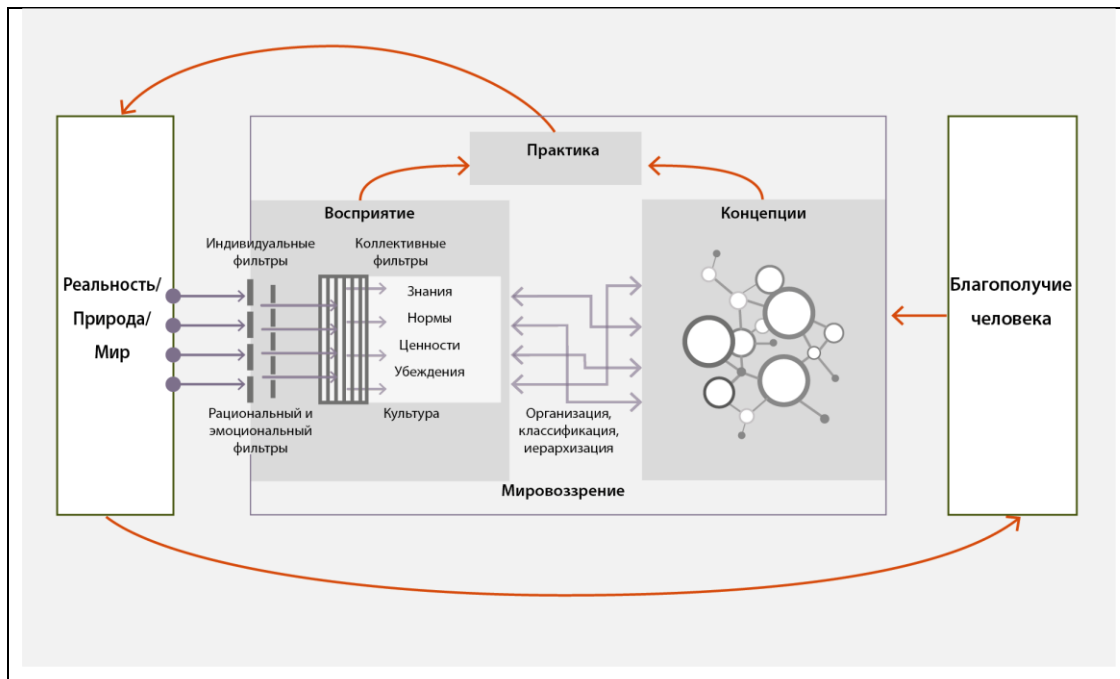 Практика
Восприятие
Индивидуальные
фильтры
Коллективные
фильтры
Реальность/
Природа/
Мир
Знания
Нормы
Ценности
Убеждения
Рациональный и
эмоциональный
фильтры
Культура
Организация,
классификация,
иерархизация
Концепции
Мировоззрение
Благополучие
человека